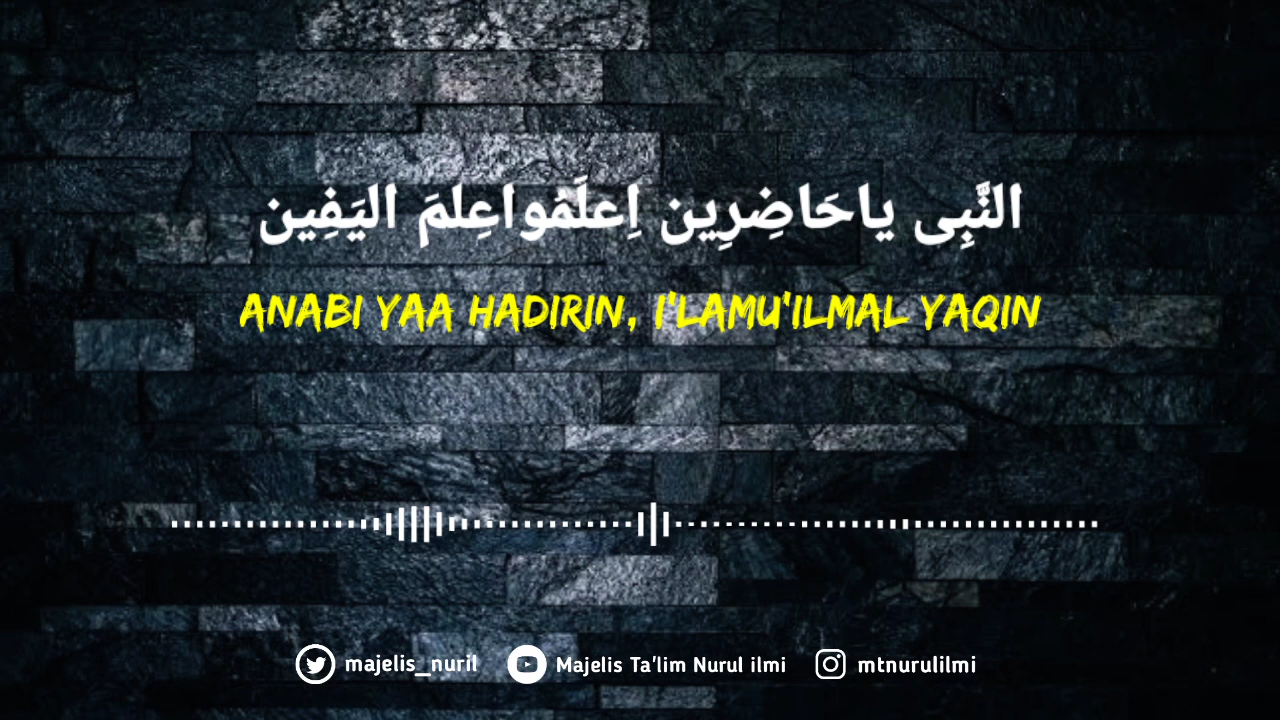 النَّبِى ياحَاضِرِين اِعلَمُواعِلمَ اليَفِين
ANABI YAA HADIRIN, I'LAMU'ILMAL YAQIN
majelis_nuril Majelis Ta'lim Nurul ilmi mtnurulilmi